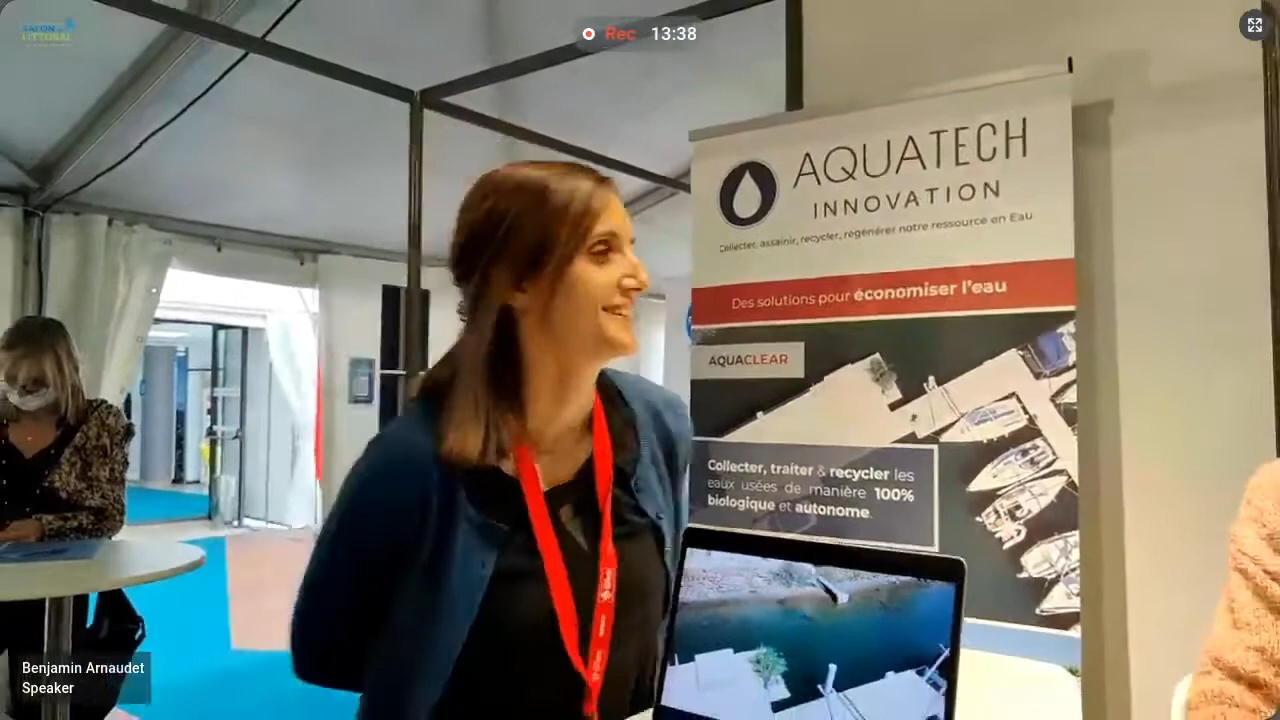 SALON du
LITTORAL
Rec 13:38
AQUATECH
INNOVATION
Collecter, assainir, recycler, régénérer notre ressource en Eau
Des solutions pour économiser l'eau
AQUACLEAR
Collecter, traiter & recycler les
eaux usées de manière 100%
biologique et autonome.
Benjamin Arnaudet
Speaker